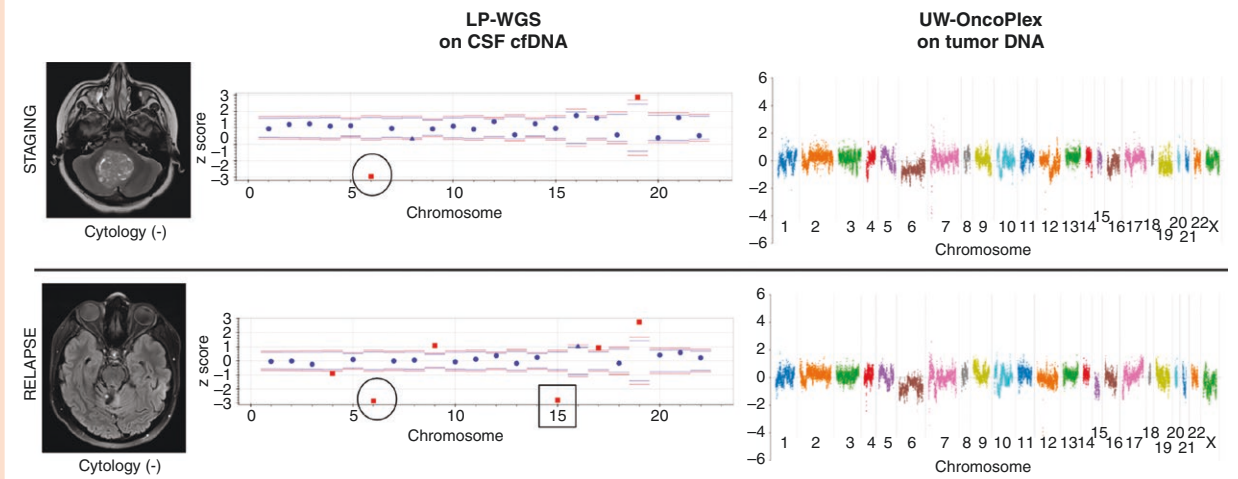 LP-WGS
on CSF cfDNA
UW-OncoPlex
on tumor DNA
STAGING
Cytology (-)
z score
3
2
1
0
–1
–2
–3
0 5 10 15 20
Chromosome
6
4
2
0
–2
–4
–6
1 2 3 4 5 6 7 8 9 10 11 12 13 14 15 16 17 18 19 20 21 22 X
Chromosome
RELAPSE
Cytology (-)
z score
3
2
1
0
–1
–2
–3
0 5 10 15 20
Chromosome
6
4
2
0
–2
–4
–6
1 2 3 4 5 6 7 8 9 10 11 12 13 14 15 16 17 18 19 20 21 22 X
Chromosome